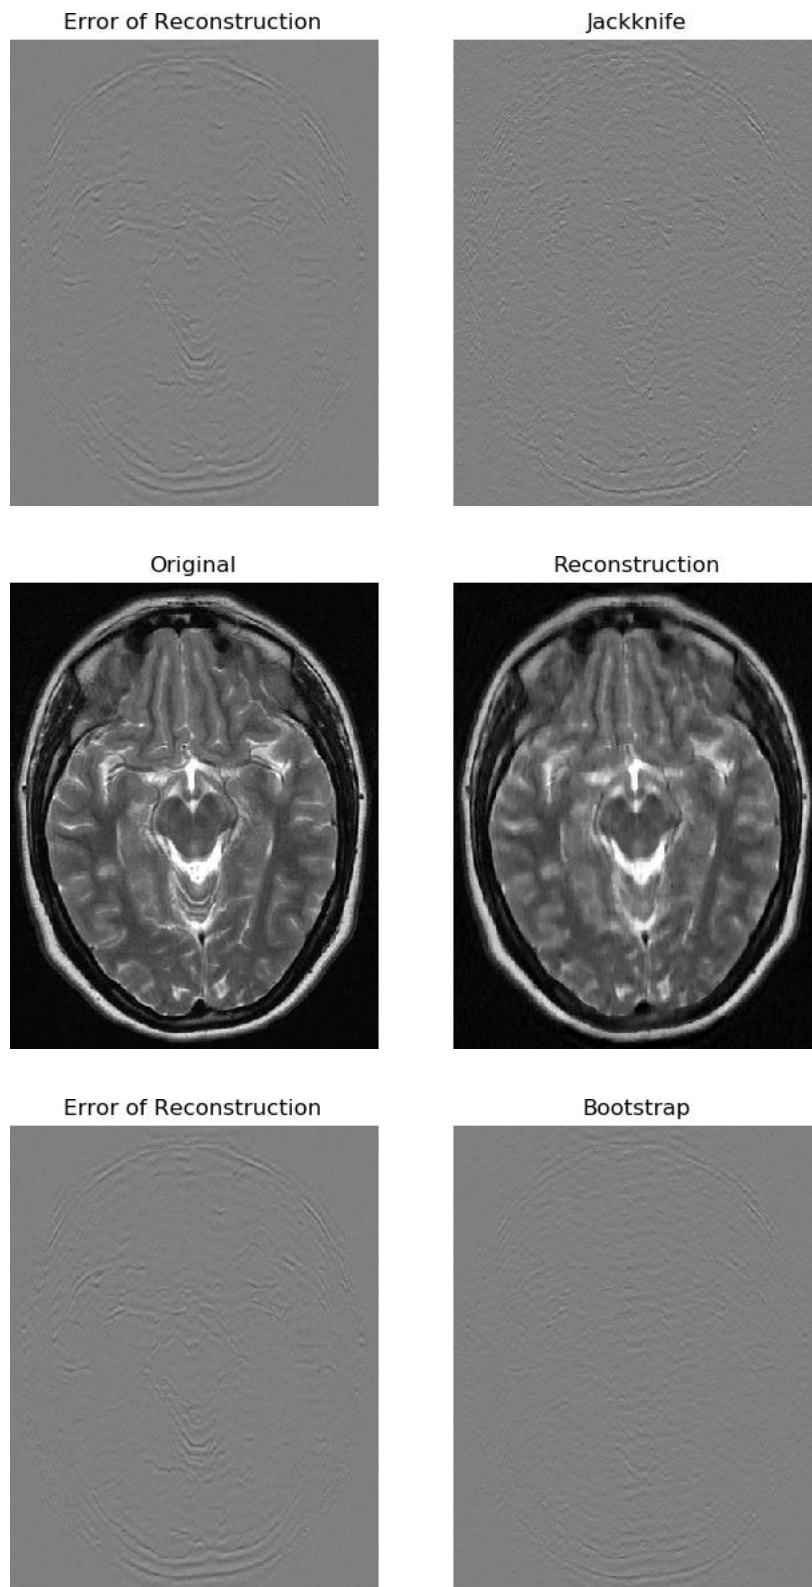 Error of Reconstruction
Jackknife
Original
Reconstruction
Error of Reconstruction
Bootstrap